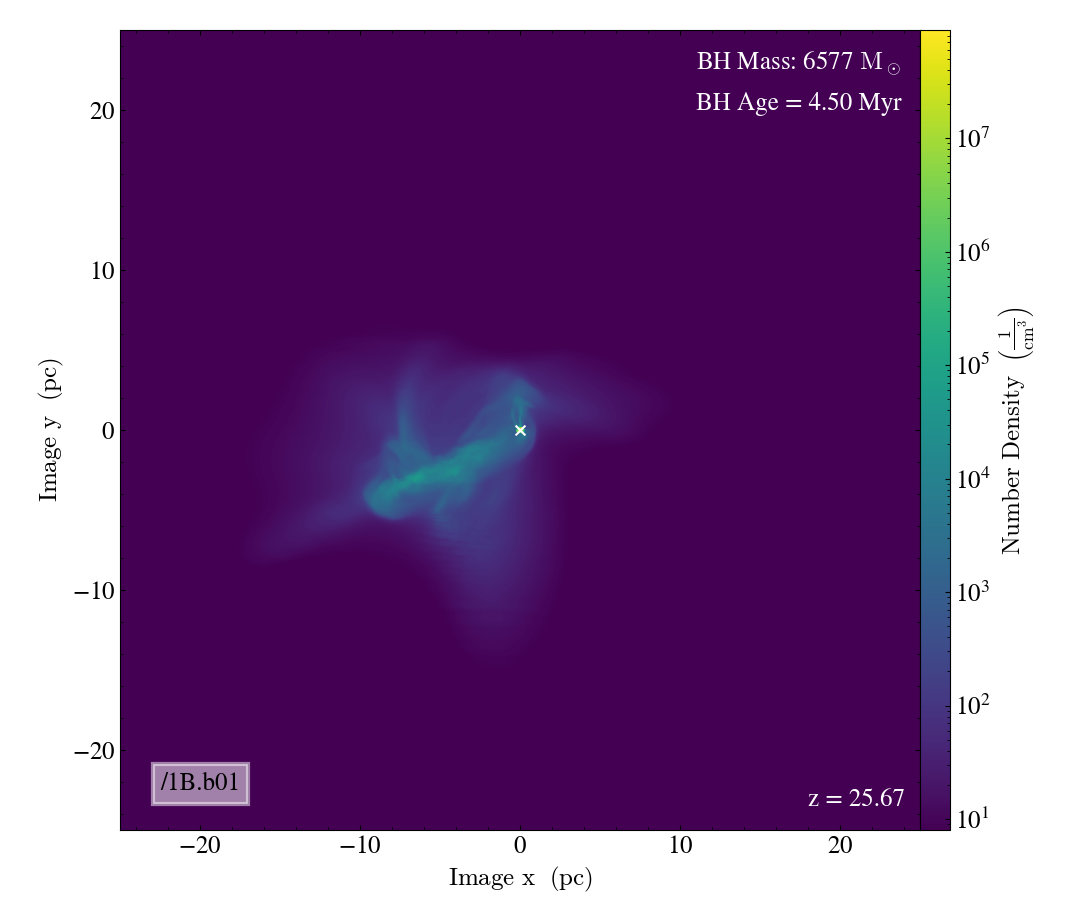 BH Mass: 6577 M☉
BH Age = 4.50 Myr
20
10
0
−10
−20
Image y (pc)
/1B.b01
z = 25.67
−20 −10 0 10 20
Image x (pc)
10⁷
10⁶
10⁵
10⁴
10³
10²
10¹
Number Density (1/cm³)